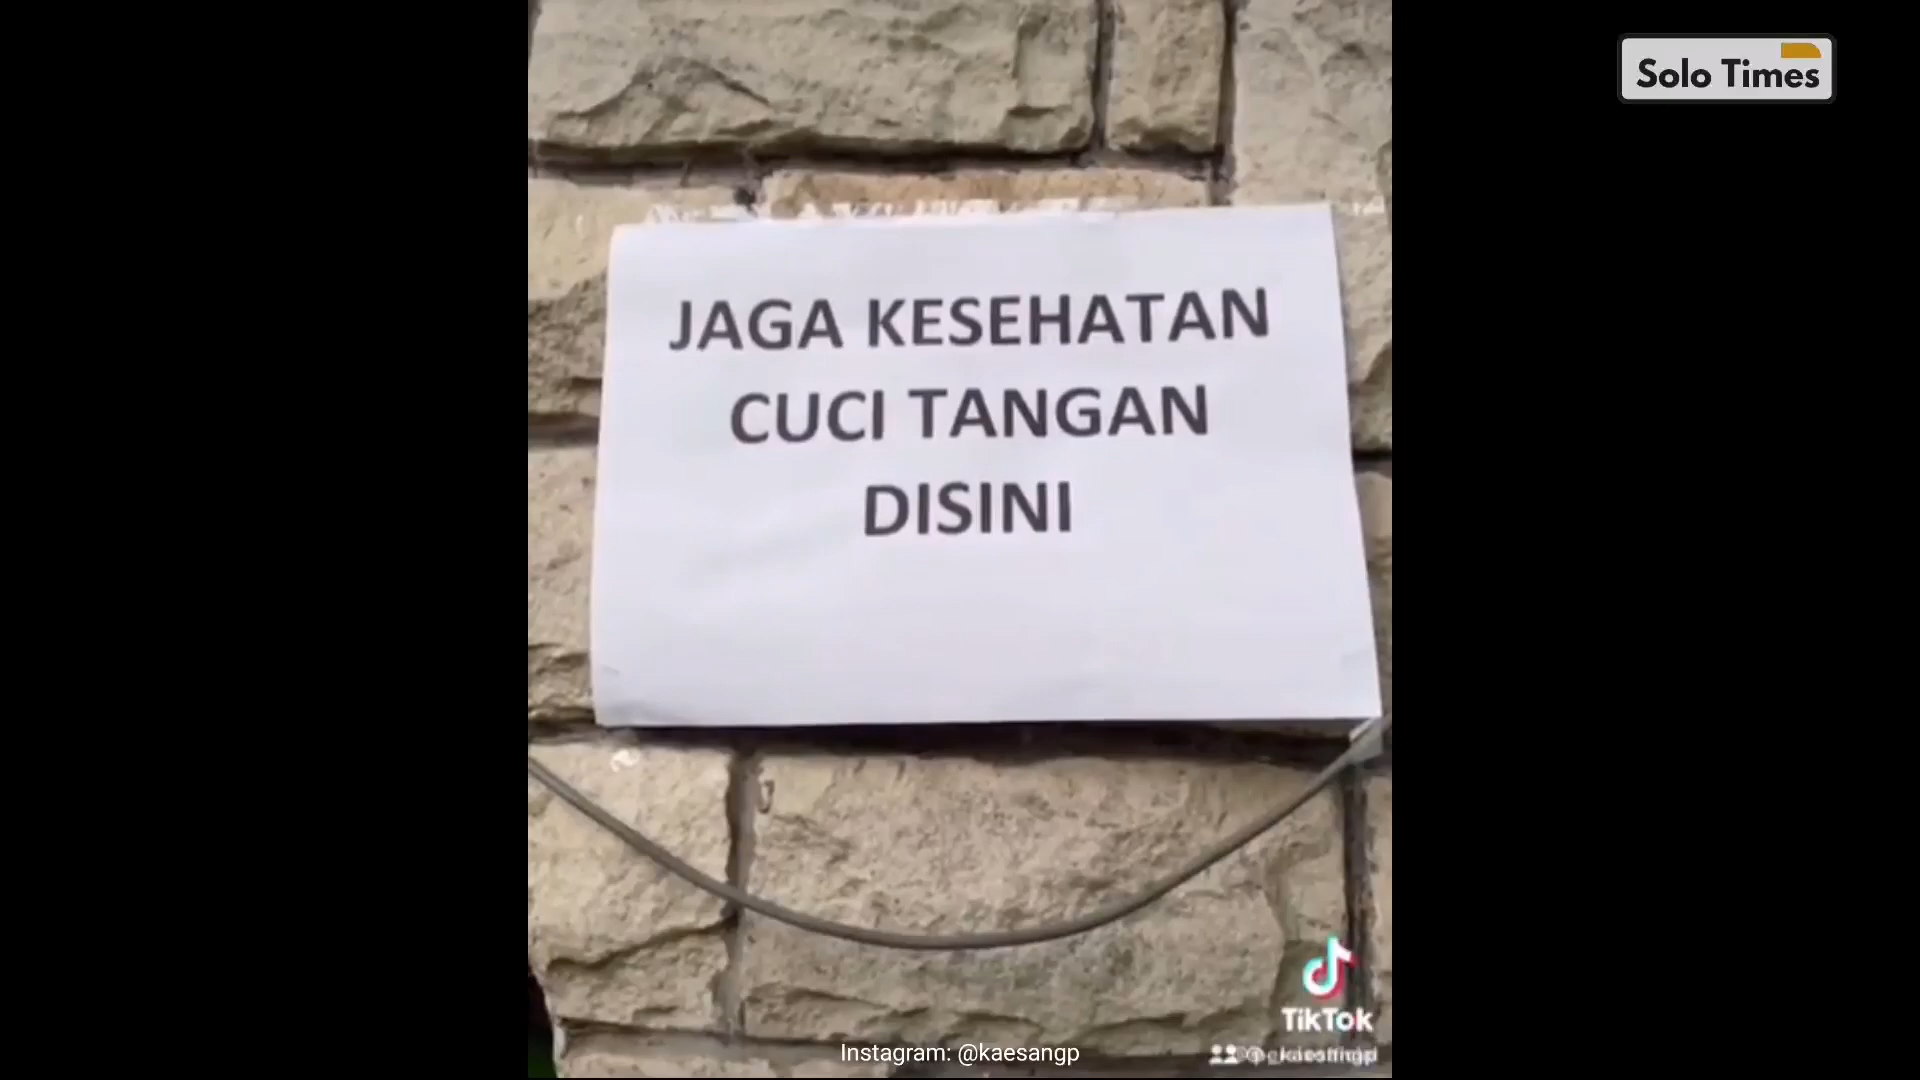 Solo Times
JAGA KESEHATAN
CUCI TANGAN
DISINI
TikTok
Instagram: @kaesangp